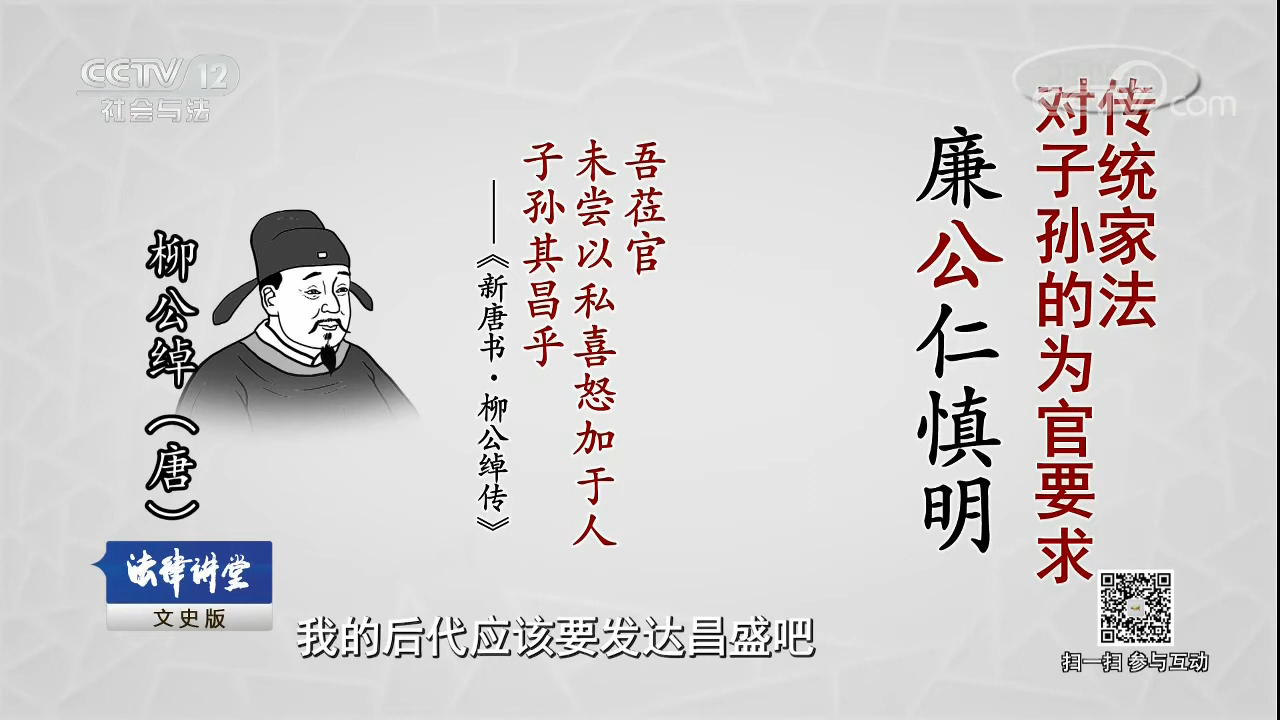 CCTV 12
社会与法
com
传统家法
对子孙的为官要求
廉公仁慎明
吾莅官
未尝以私喜怒加于人
子孙其昌乎
——《新唐书·柳公绰传》
柳公绰（唐）
法律讲堂
文史版
我的后代应该要发达昌盛吧
扫一扫 参与互动